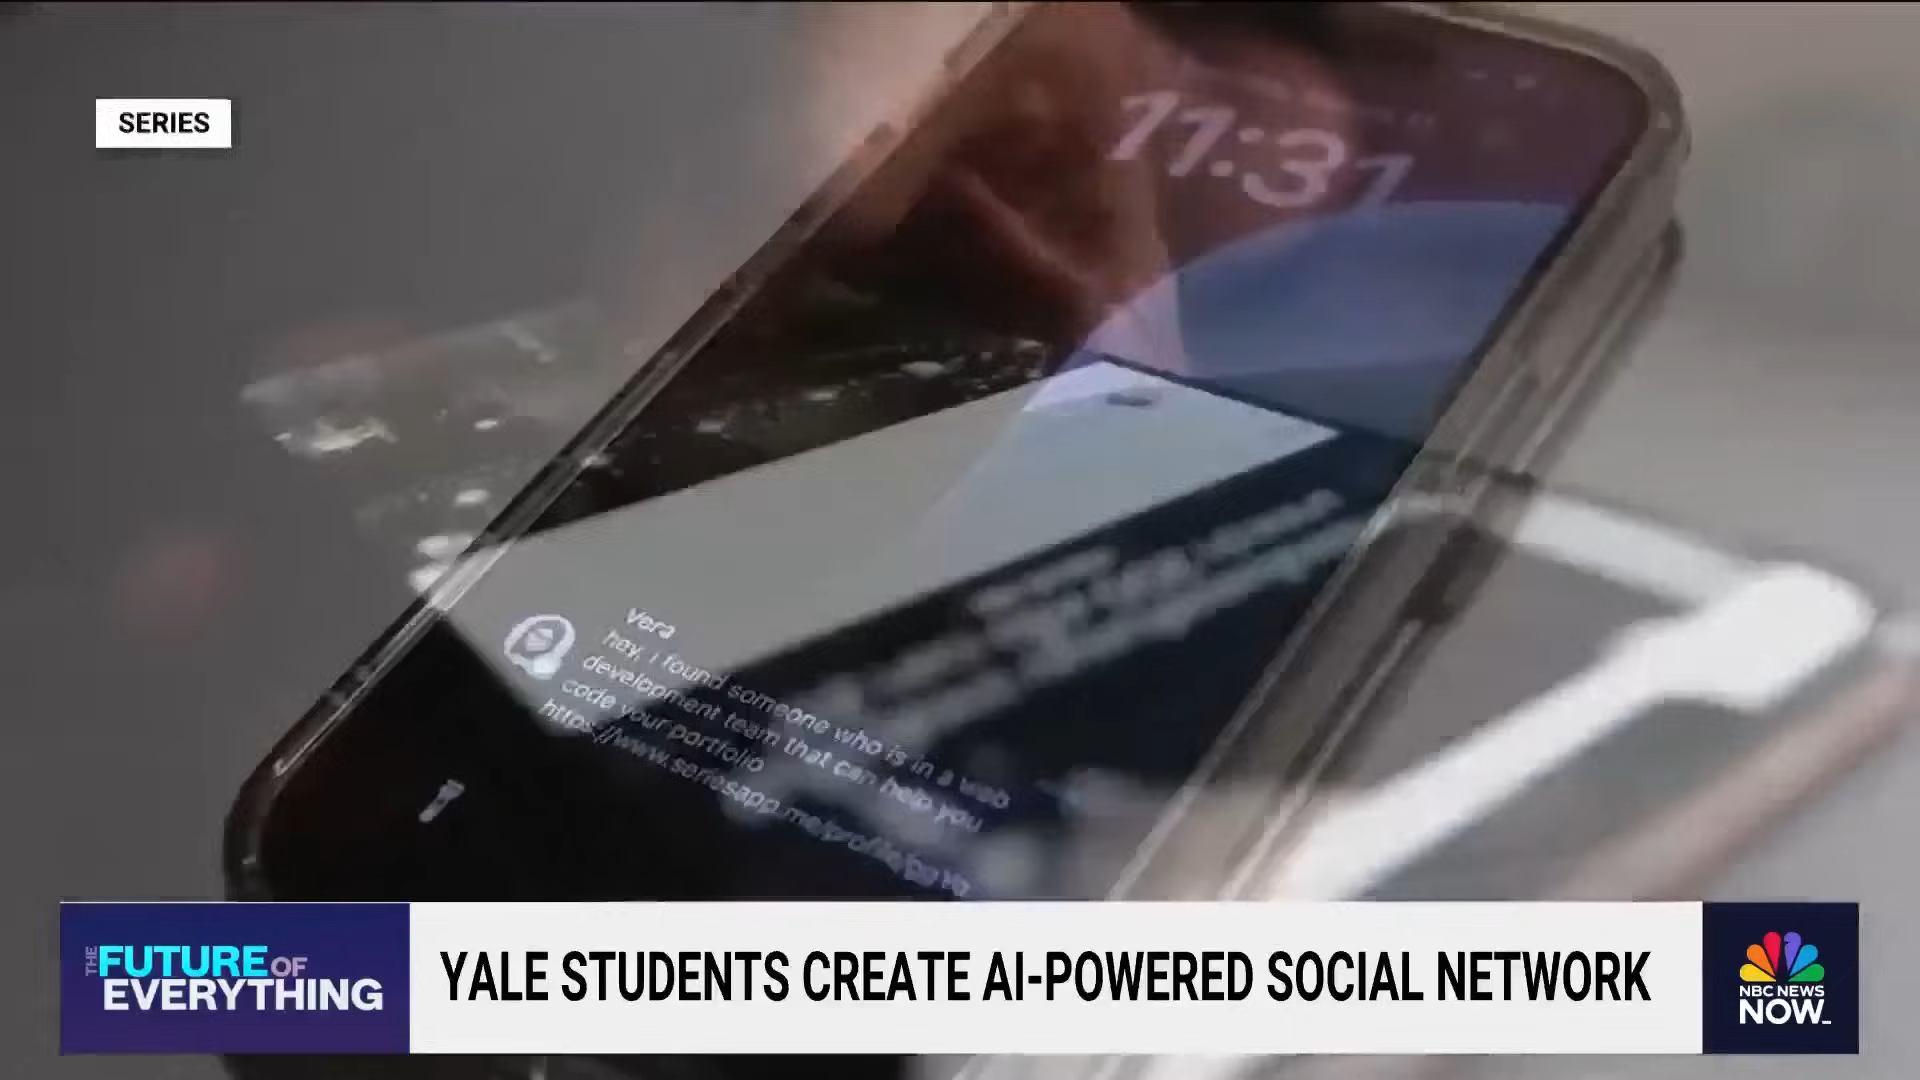 SERIES
11:31
Vera
hey, i found someone who is in a web
development team that can help you
code your portfolio
THE FUTURE OF
EVERYTHING
YALE STUDENTS CREATE AI-POWERED SOCIAL NETWORK
NBC NEWS
NOW_